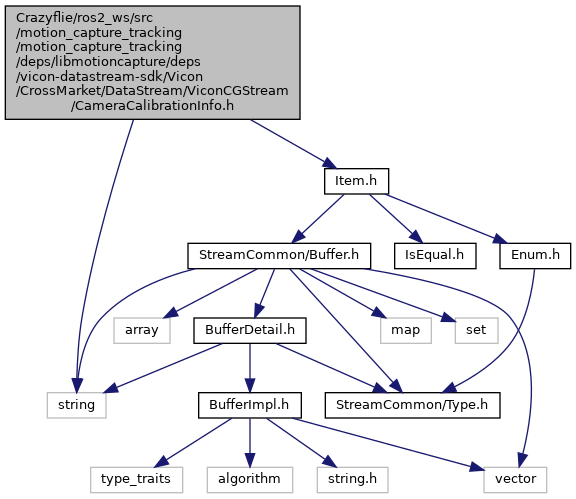 Crazyflie/ros2_ws/src
/motion_capture_tracking
/motion_capture_tracking
/deps/libmotioncapture/deps
/vicon-datastream-sdk/Vicon
/CrossMarket/DataStream/ViconCGStream
/CameraCalibrationInfo.h
Item.h
StreamCommon/Buffer.h
IsEqual.h
Enum.h
array
BufferDetail.h
map
set
string
BufferImpl.h
StreamCommon/Type.h
type_traits
algorithm
string.h
vector